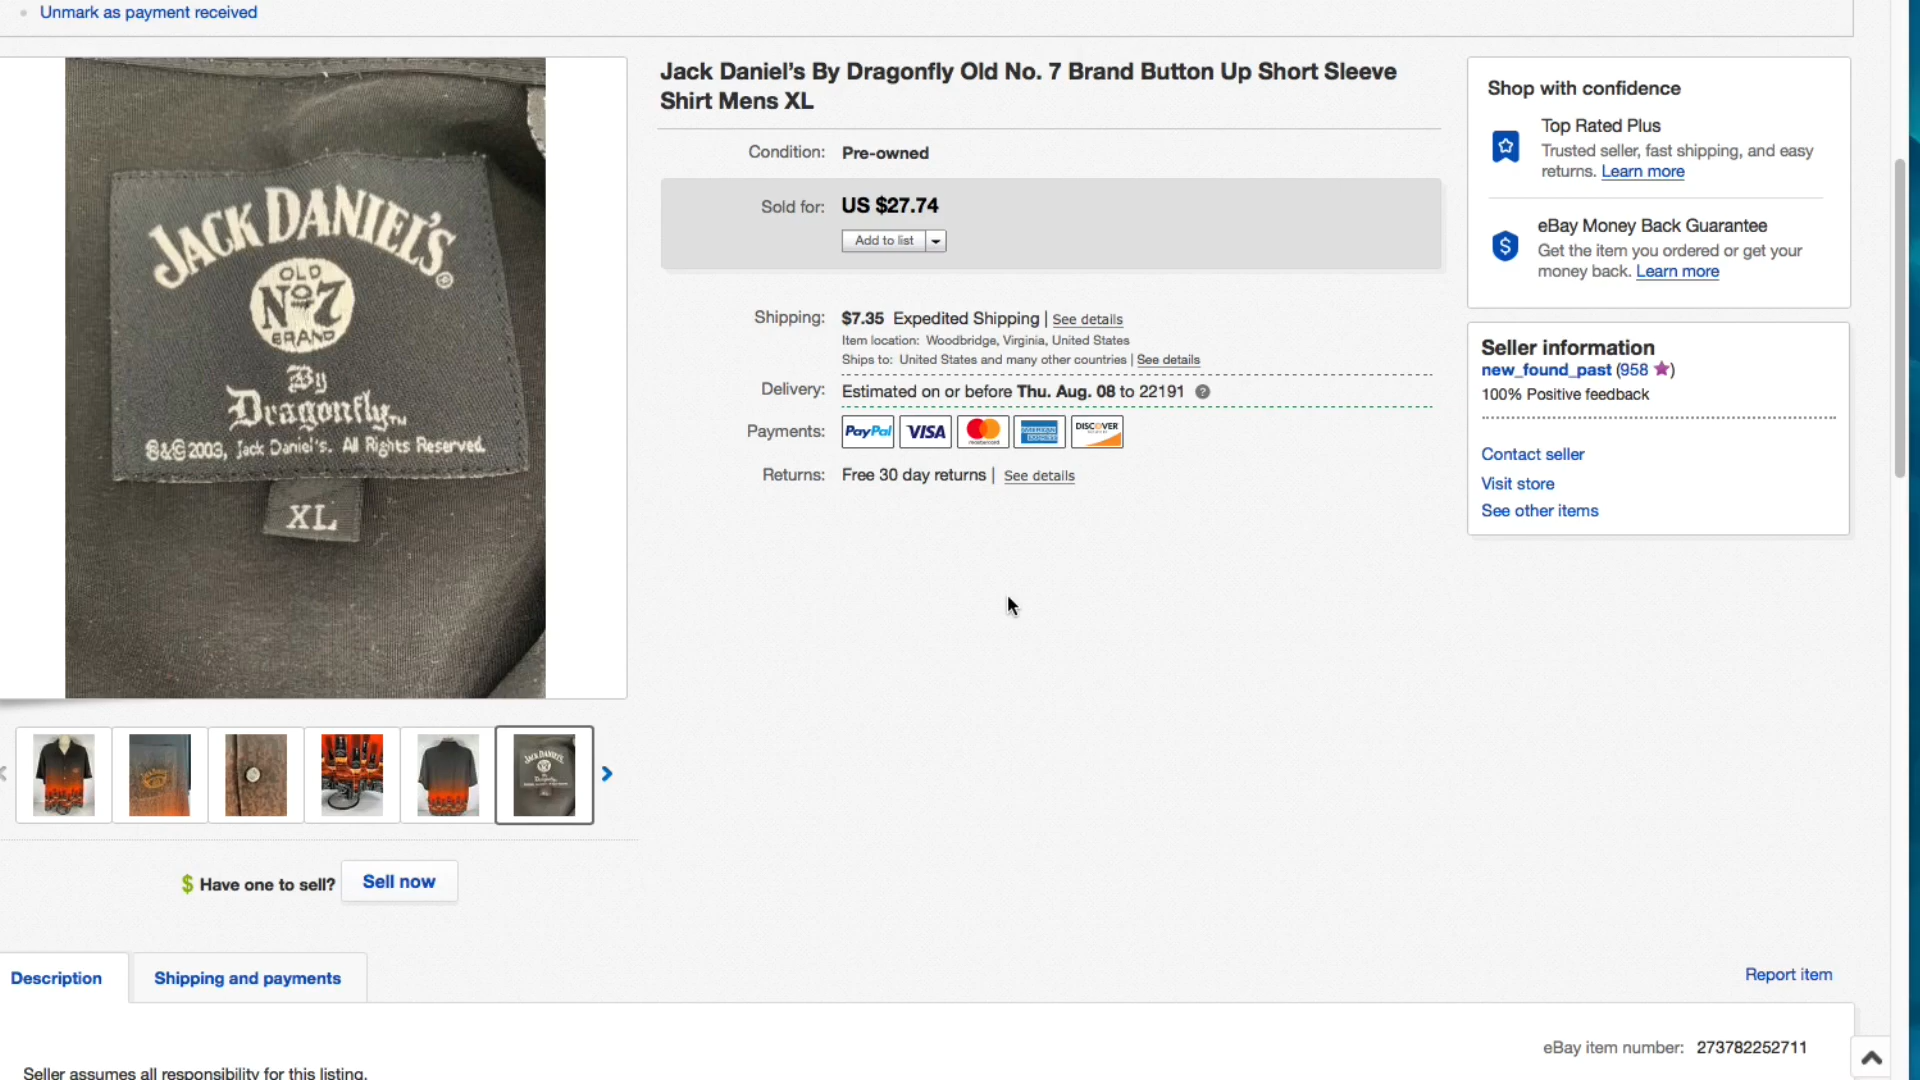 Unmark as payment received
JACK DANIEL'S
OLD
No. 7
BRAND
By
Dragonfly™
®&©2003, Jack Daniel's. All Rights Reserved.
XL
Have one to sell? Sell now
Jack Daniel's By Dragonfly Old No. 7 Brand Button Up Short Sleeve
Shirt Mens XL
Condition: Pre-owned
Sold for: US $27.74
Add to list
Shipping: $7.35 Expedited Shipping | See details
Item location: Woodbridge, Virginia, United States
Ships to: United States and many other countries | See details
Delivery: Estimated on or before Thu. Aug. 08 to 22191
Payments: PayPal VISA mastercard AMERICAN EXPRESS DISCOVER
Returns: Free 30 day returns | See details
Shop with confidence
Top Rated Plus
Trusted seller, fast shipping, and easy
returns. Learn more
eBay Money Back Guarantee
Get the item you ordered or get your
money back. Learn more
Seller information
new_found_past (958)
100% Positive feedback
Contact seller
Visit store
See other items
Description Shipping and payments
Report item
eBay item number: 273782252711
Seller assumes all responsibility for this listing.